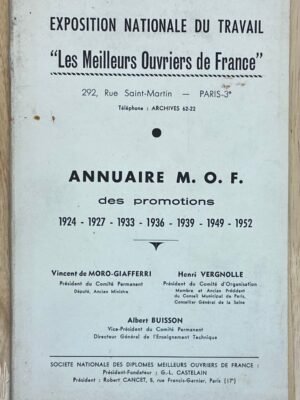 EXPOSITION NATIONALE DU TRAVAIL
"Les Meilleurs Ouvriers de France"
292, Rue Saint-Martin — PARIS-3e
Téléphone : ARCHIVES 62-22
ANNUAIRE M. O. F.
des promotions
1924 - 1927 - 1933 - 1936 - 1939 - 1949 - 1952
Vincent de MORO-GIAFFERRI
Président du Comité Permanent
Député, Ancien Ministre.
Henri VERGNOLLE
Président du Comité d'Organisation
Membre et Ancien Président
du Conseil Municipal de Paris,
Conseiller Général de la Seine
Albert BUISSON
Vice-Président du Comité Permanent
Directeur Général de l'Enseignement Technique
SOCIETE NATIONALE DES DIPLOMES MEILLEURS OUVRIERS DE FRANCE :
Président-Fondateur : G.-L. CASTELAIN
Président : Robert CANCET, 5, rue Francis-Garnier, Paris (17e)